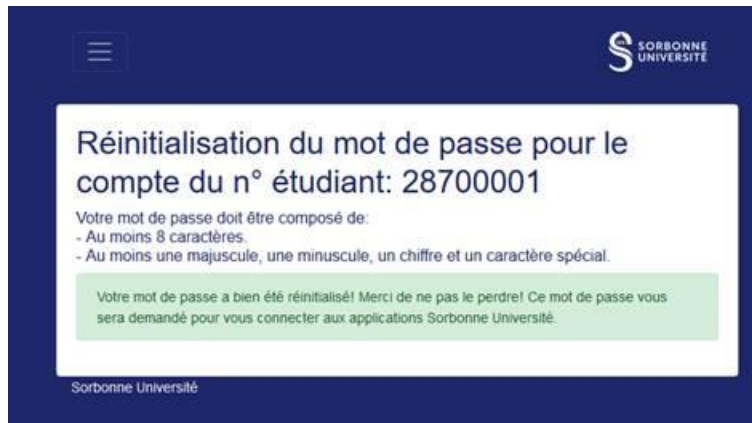 SORBONNE
UNIVERSITÉ
Réinitialisation du mot de passe pour le
compte du n° étudiant: 28700001
Votre mot de passe doit être composé de:
- Au moins 8 caractères.
- Au moins une majuscule, une minuscule, un chiffre et un caractère spécial.
Votre mot de passe a bien été réinitialisé! Merci de ne pas le perdre! Ce mot de passe vous
sera demandé pour vous connecter aux applications Sorbonne Université.
Sorbonne Université